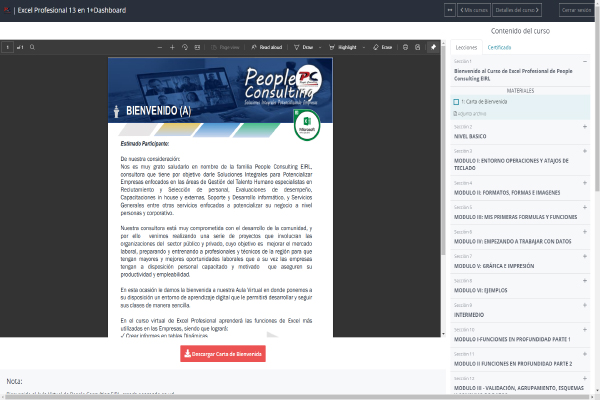 | Excel Profesional 13 en 1+Dashboard
Mis cursos
Detalles del curso
Cerrar sesión
1 of 1
Page view
Read aloud
Draw
Highlight
Erase
People
Consulting
Soluciones Integrales Potencializando Empresas
BIENVENIDO (A)
Microsoft
Estimado Participante:
De nuestra consideración:
Nos es muy grato saludarlo en nombre de la familia People Consulting EIRL,
consultora que tiene por objetivo darle Soluciones Integrales para Potencializar
Empresas enfocados en las áreas de Gestión del Talento Humano especialistas en
Reclutamiento y Selección de personal, Evaluaciones de desempeño,
Capacitaciones in house y externas, Soporte y Desarrollo informático, y Servicios
Generales entre otros servicios enfocadas a potencializar su negocio a nivel
personas y corporativo.
Nuestra consultora está muy comprometida con el desarrollo de la comunidad, y
por ello venimos realizando una serie de proyectos que involucran las
organizaciones del sector público y privado, cuyo objetivo es mejorar el mercado
laboral, preparando y entrenando a profesionales y técnicos de la región para que
tengan mayores y mejores oportunidades laborales que a su vez las empresas
tengan a disposición personal capacitado y motivado que aseguren su
productividad y empleabilidad.
En esta ocasión le damos la bienvenida a nuestra Aula Virtual en donde ponemos a
su disposición un entorno de aprendizaje digital que le permitirá desarrollar y seguir
sus clases de manera sencilla.
En el curso virtual de Excel Profesional aprenderá las funciones de Excel más
utilizadas en las Empresas, siendo que logrará:
✓ Crear informes en tablas Dinámicas
Descargar Carta de Bienvenida
Nota:
Contenido del curso
Lecciones
Certificado
Sección 1
Bienvenido al Curso de Excel Profesional de People
Consulting EIRL
MATERIALES
1: Carta de Bienvenida
Adjunto archivo
Sección 2
NIVEL BASICO
Sección 3
MODULO I: ENTORNO OPERACIONES Y ATAJOS DE
TECLADO
Sección 4
MODULO II: FORMATOS, FORMAS E IMAGENES
Sección 5
MODULO III: MIS PRIMERAS FORMULAS Y FUNCIONES
Sección 6
MODULO IV: EMPEZANDO A TRABAJAR CON DATOS
Sección 7
MODULO V: GRÁFICA E IMPRESIÓN
Sección 8
MODULO VI: EJEMPLOS
Sección 9
INTERMEDIO
Sección 10
MODULO I-FUNCIONES EN PROFUNDIDAD PARTE 1
Sección 11
MODULO II FUNCIONES EN PROFUNDIDAD PARTE 2
Sección 12
MODULO III - VALIDACIÓN, AGRUPAMIENTO, ESQUEMAS